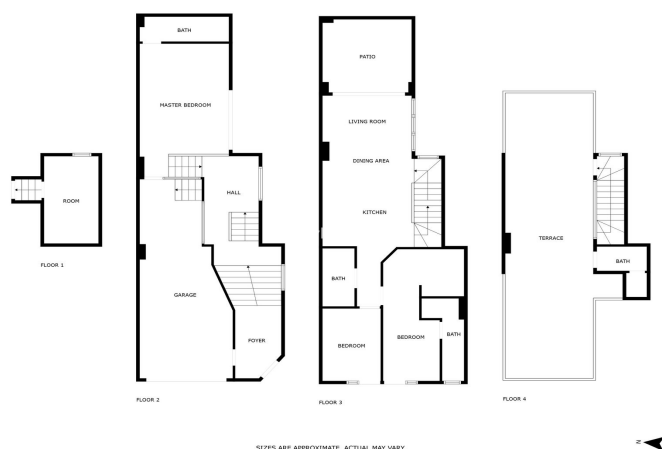 ROOM
FLOOR 1
BATH
MASTER BEDROOM
HALL
GARAGE
FOYER
FLOOR 2
PATIO
LIVING ROOM
DINING AREA
KITCHEN
BATH
BEDROOM
BEDROOM
BATH
FLOOR 3
TERRACE
BATH
FLOOR 4
SIZES ARE APPROXIMATE, ACTUAL MAY VARY.
N